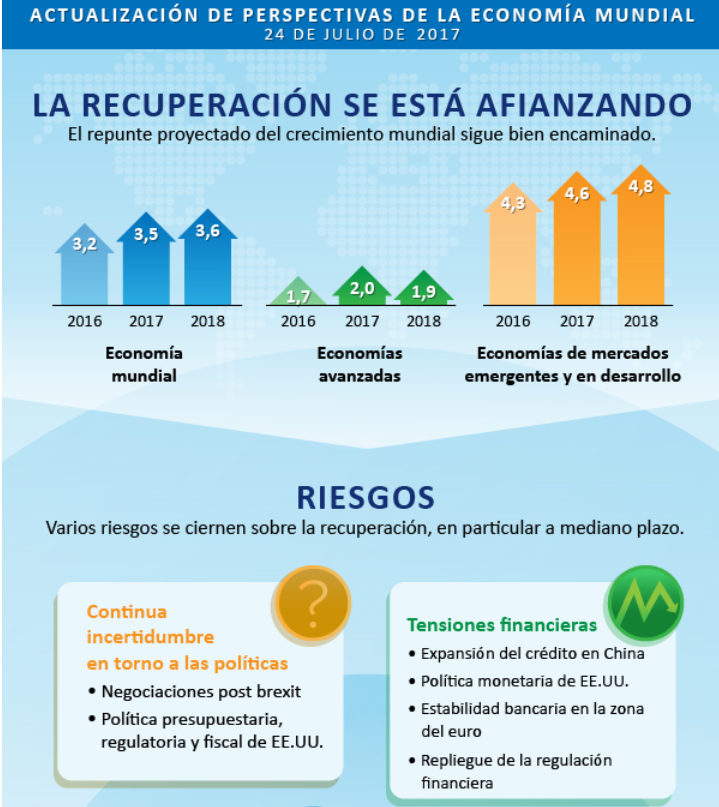 ACTUALIZACIÓN DE PERSPECTIVAS DE LA ECONOMÍA MUNDIAL
24 DE JULIO DE 2017
LA RECUPERACIÓN SE ESTÁ AFIANZANDO
El repunte proyectado del crecimiento mundial sigue bien encaminado.
3,2
3,5
3,6
2016 2017 2018
Economía
mundial
1,7
2,0
1,9
2016 2017 2018
Economías
avanzadas
4,3
4,6
4,8
2016 2017 2018
Economías de mercados
emergentes y en desarrollo
RIESGOS
Varios riesgos se ciernen sobre la recuperación, en particular a mediano plazo.
?
Continua
incertidumbre
en torno a las políticas
• Negociaciones post brexit
• Política presupuestaria,
regulatoria y fiscal de EE.UU.
Tensiones financieras
• Expansión del crédito en China
• Política monetaria de EE.UU.
• Estabilidad bancaria en la zona
del euro
• Repliegue de la regulación
financiera